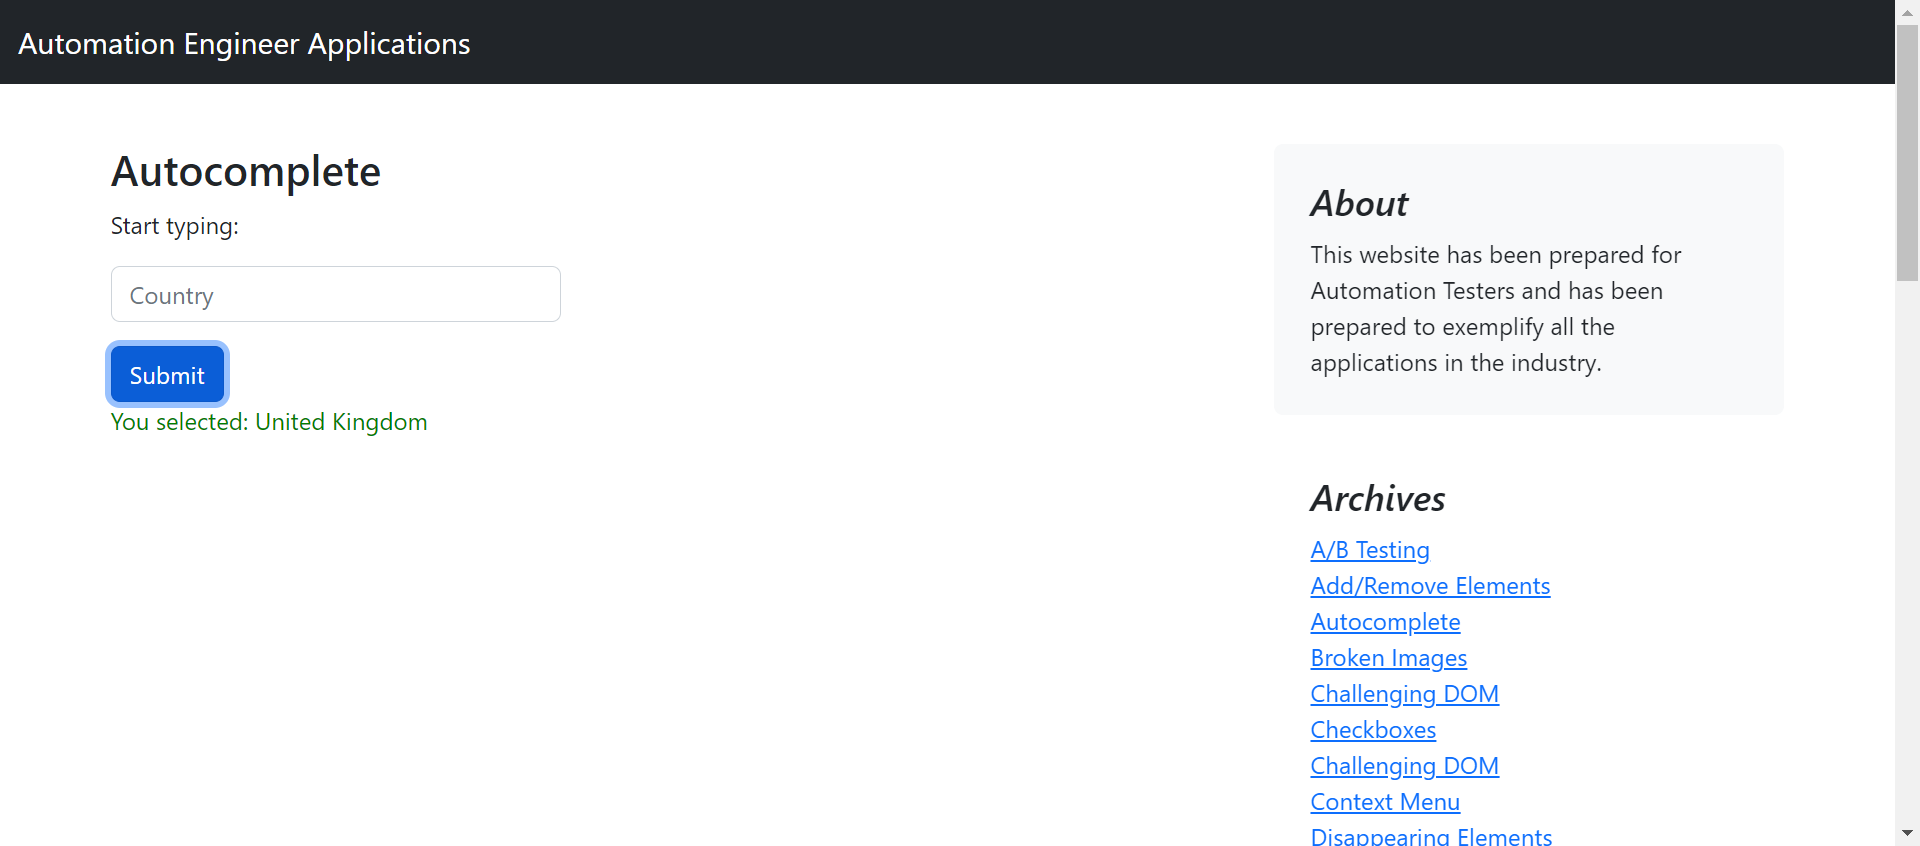 Automation Engineer Applications
Autocomplete
Start typing:
Country
Submit
You selected: United Kingdom
About
This website has been prepared for
Automation Testers and has been
prepared to exemplify all the
applications in the industry.
Archives
A/B Testing
Add/Remove Elements
Autocomplete
Broken Images
Challenging DOM
Checkboxes
Challenging DOM
Context Menu
Disappearing Elements